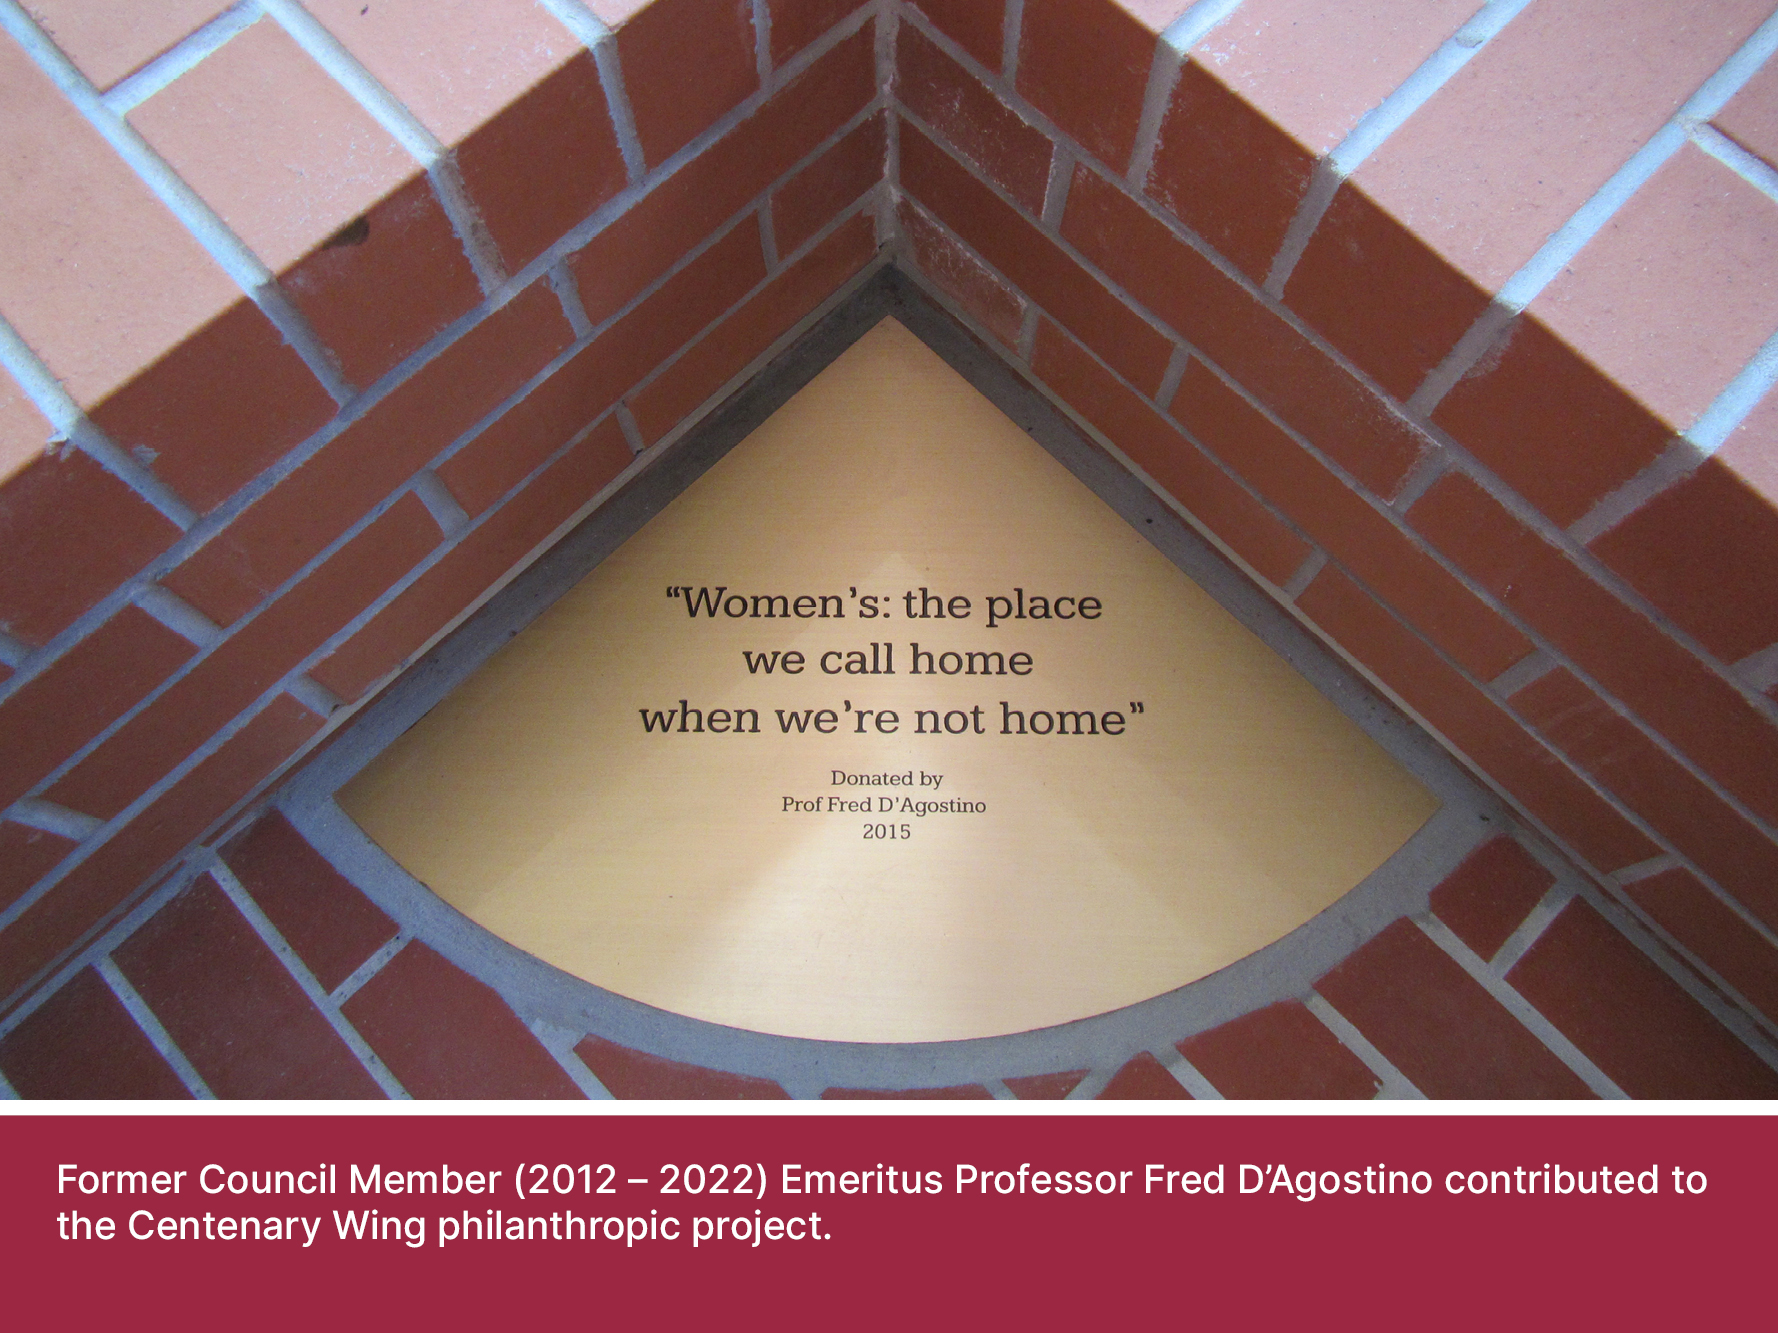 “Women’s: the place
we call home
when we’re not home”
Donated by
Prof Fred D'Agostino
2015
Former Council Member (2012 – 2022) Emeritus Professor Fred D’Agostino contributed to
the Centenary Wing philanthropic project.